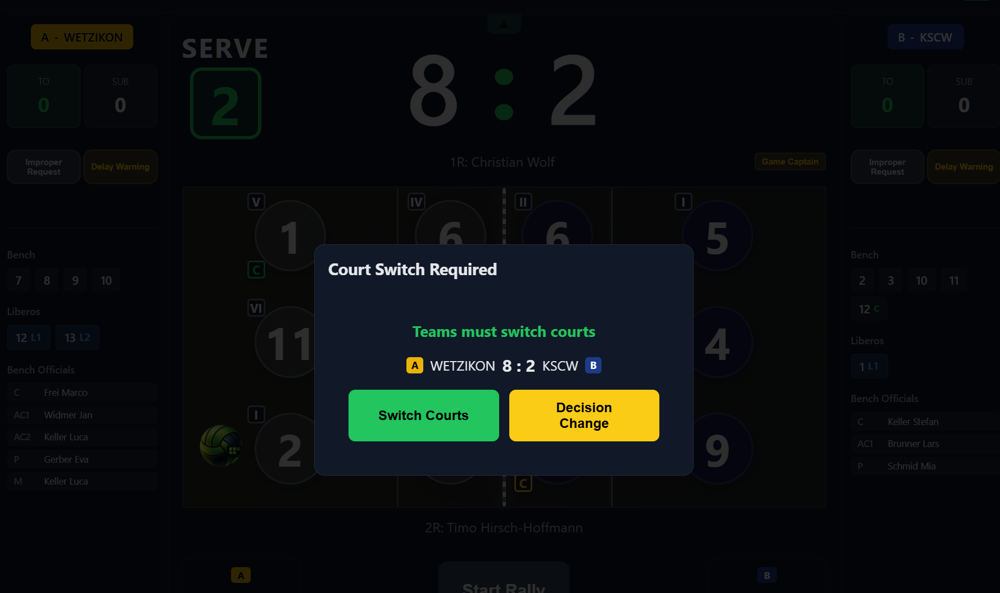 A - WETZIKON
TO
0
SUB
0
Improper
Request
Delay Warning
Bench
7 8 9 10
Liberos
12 L1 13 L2
Bench Officials
C Frei Marco
AC1 Widmer Jan
AC2 Keller Luca
P Gerber Eva
M Keller Luca
SERVE
2
▲
8 : 2
1R: Christian Wolf
Game Captain
V 1 IV 6 II 6 I 5
C
VI 11 4
I 2 9
C
Court Switch Required
Teams must switch courts
A WETZIKON 8 : 2 KSCW B
Switch Courts
Decision
Change
2R: Timo Hirsch-Hoffmann
A
Start Rally
B
B - KSCW
TO
0
SUB
0
Improper
Request
Delay Warning
Bench
2 3 10 11
12 C
Liberos
1 L1
Bench Officials
C Keller Stefan
AC1 Brunner Lars
P Schmid Mia